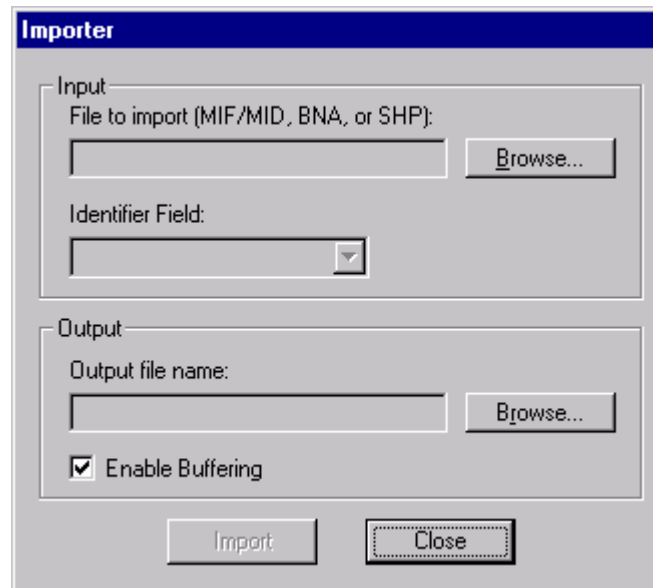 Importer
Input
File to import (MIF/MID, BNA, or SHP):
Browse...
Identifier Field:
Output
Output file name:
Browse...
Enable Buffering
Import
Close